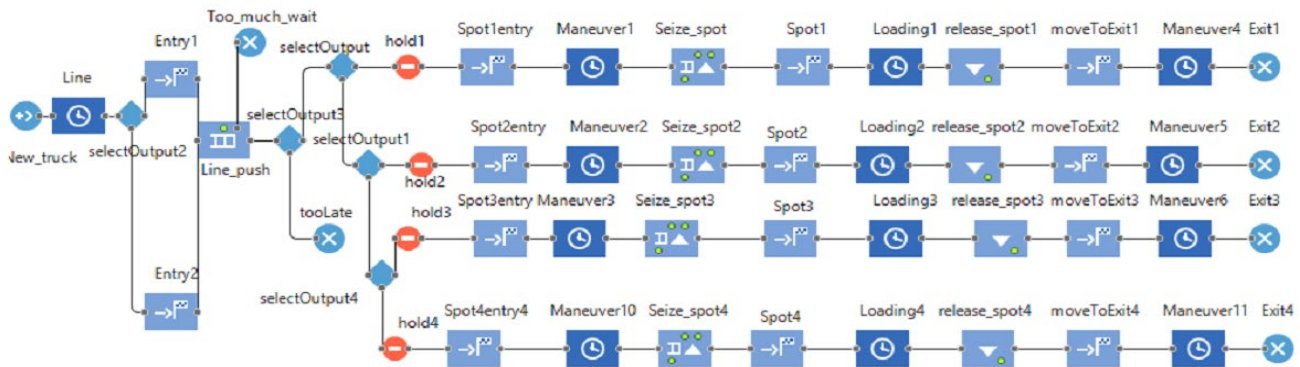 Too_much_wait
Entry1
selectOutput
hold1
Spot1entry
Maneuver1
Seize_spot
Spot1
Loading1
release_spot1
moveToExit1
Maneuver4
Exit1
Line
New_truck
selectOutput2
Line_push
selectOutput3
selectOutput1
hold2
Spot2entry
Maneuver2
Seize_spot2
Spot2
Loading2
release_spot2
moveToExit2
Maneuver5
Exit2
tooLate
hold3
Spot3entry
Maneuver3
Seize_spot3
Spot3
Loading3
release_spot3
moveToExit3
Maneuver6
Exit3
Entry2
selectOutput4
hold4
Spot4entry4
Maneuver10
Seize_spot4
Spot4
Loading4
release_spot4
moveToExit4
Maneuver11
Exit4